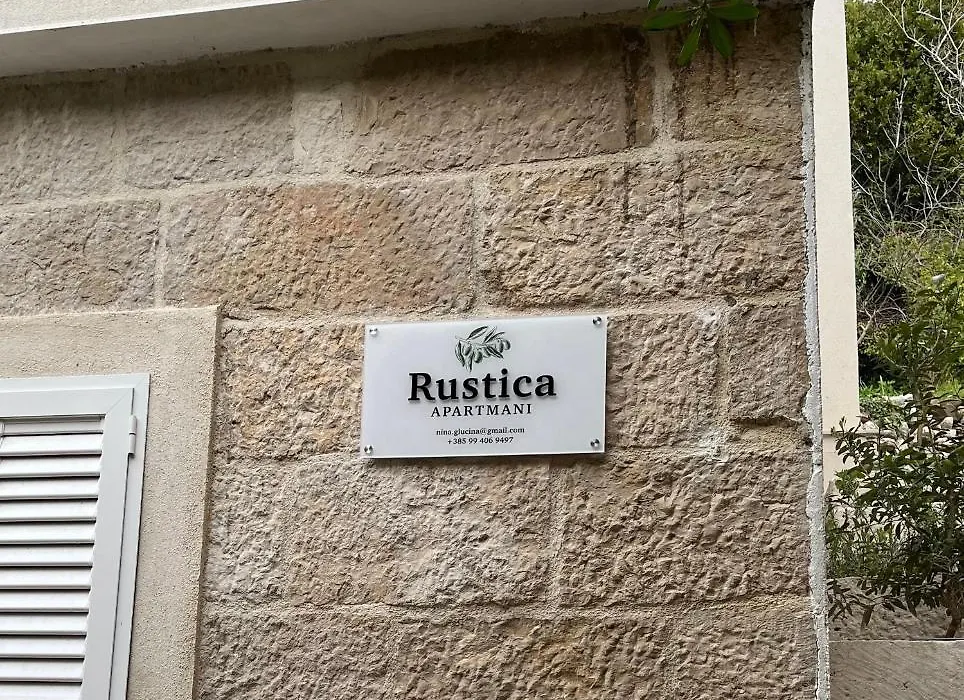 Rustica
APARTMANI
nina.glucina@gmail.com
+385 99 406 9497